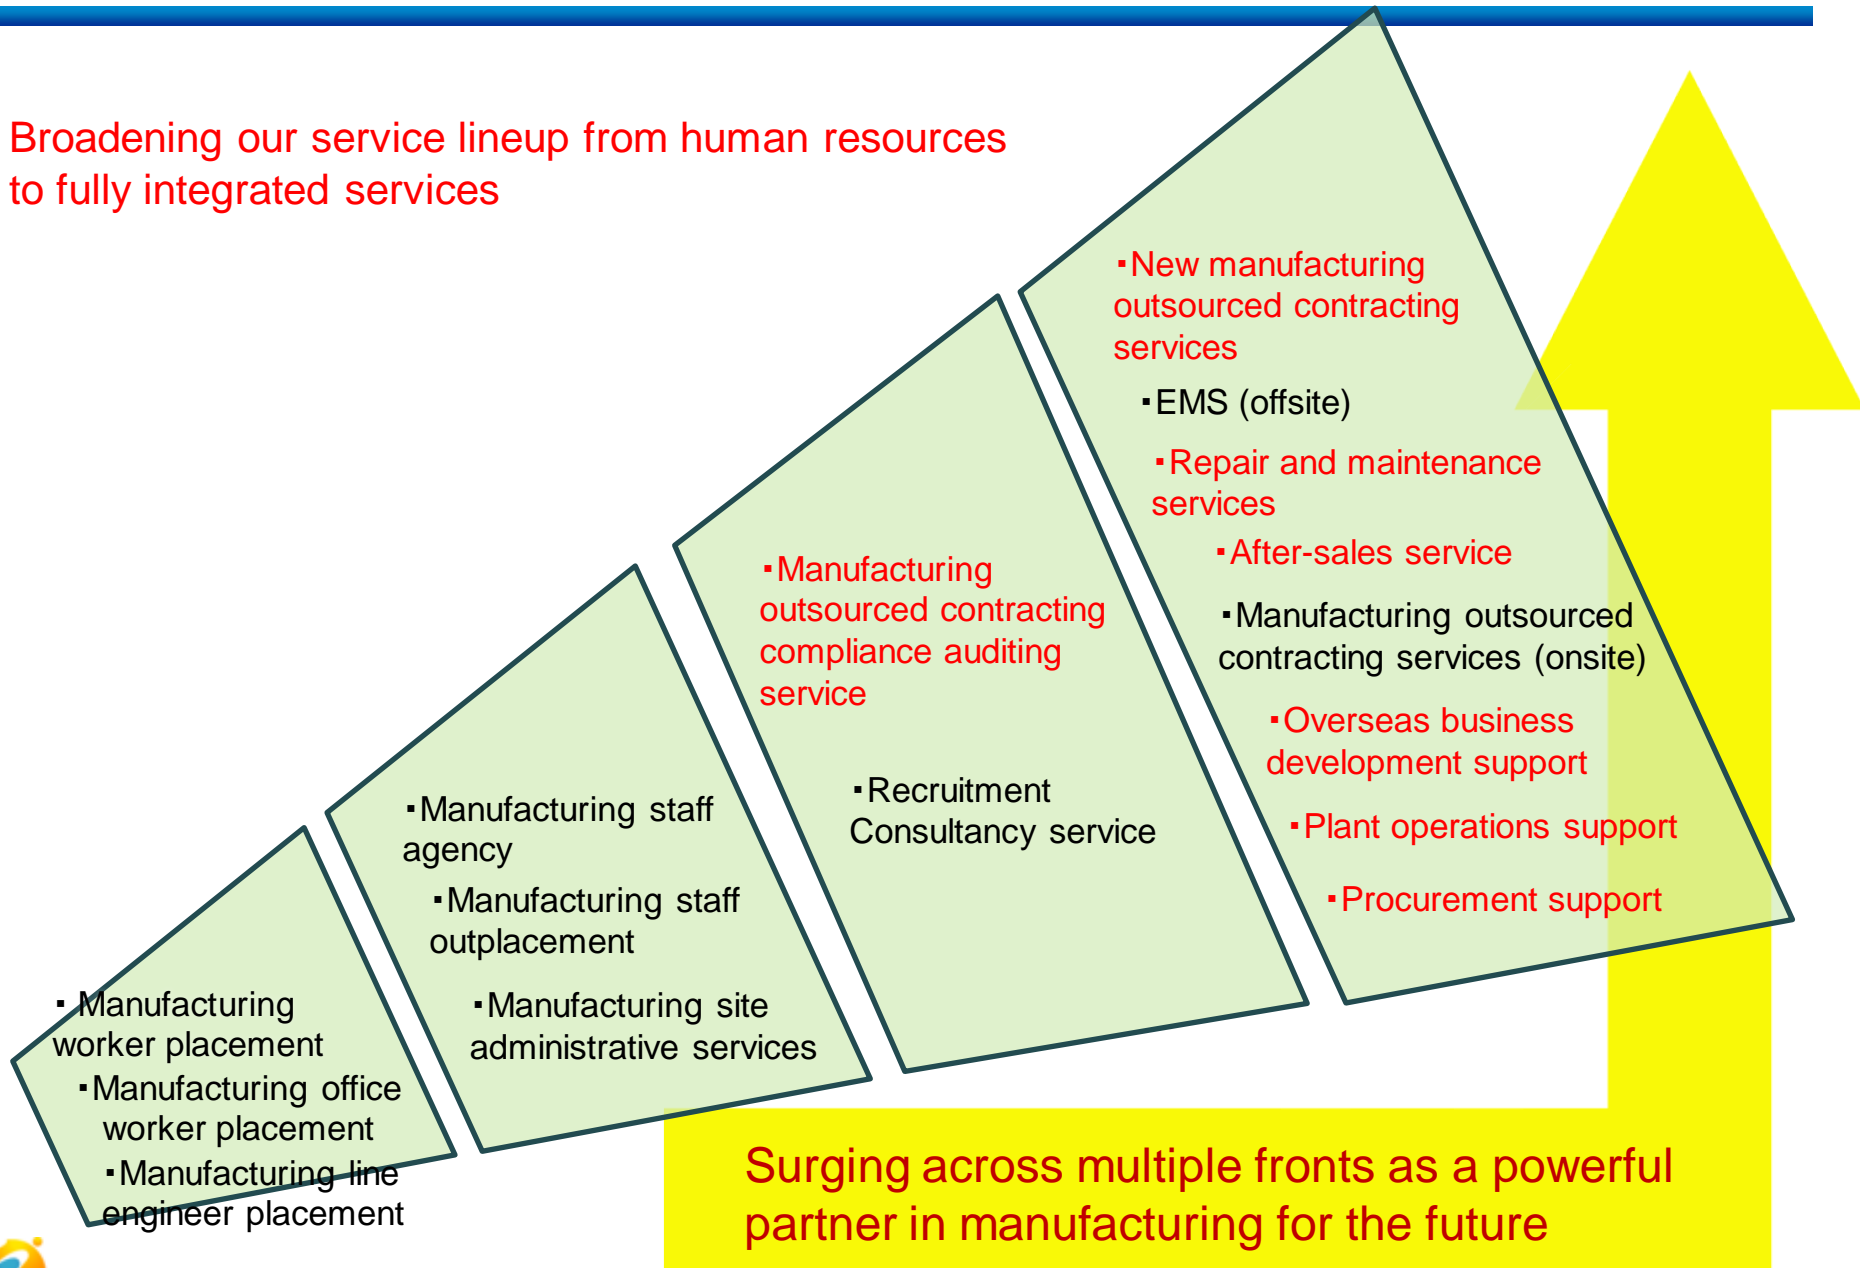 Broadening our service lineup from human resources
to fully integrated services
▪Manufacturing
worker placement
▪Manufacturing office
worker placement
▪Manufacturing line
engineer placement
▪Manufacturing staff
agency
▪Manufacturing staff
outplacement
▪Manufacturing site
administrative services
▪Manufacturing
outsourced contracting
compliance auditing
service
▪Recruitment
Consultancy service
▪New manufacturing
outsourced contracting
services
▪EMS (offsite)
▪Repair and maintenance
services
▪After-sales service
▪Manufacturing outsourced
contracting services (onsite)
▪Overseas business
development support
▪Plant operations support
▪Procurement support
Surging across multiple fronts as a powerful
partner in manufacturing for the future